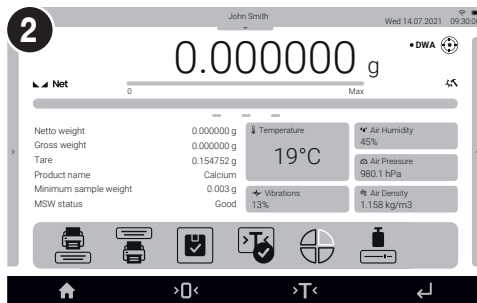 2
John Smith
Wed 14.07.2021 09:30:00
0.000000 g
• DWA
Net
0 Max
Netto weight 0.000000 g
Gross weight 0.000000 g
Tare 0.154752 g
Product name Calcium
Minimum sample weight 0.003 g
MSW status Good
Temperature
19°C
Vibrations
13%
Air Humidity
45%
Air Preasure
980.1 hPa
Air Density
1.158 kg/m3
>T<
>0<
>T<